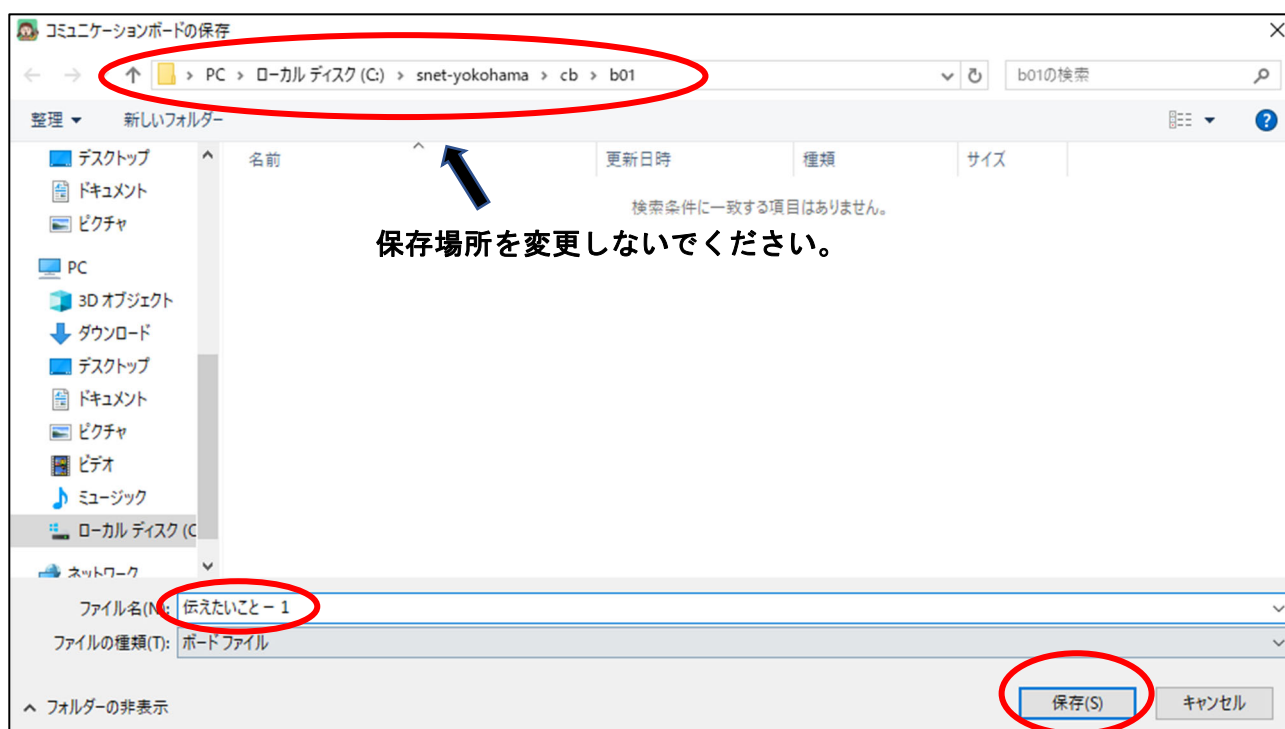 コミュニケーションボードの保存
PC > ローカル ディスク (C:) > snet-yokohama > cb > b01
b01の検索
整理 新しいフォルダー
デスクトップ
ドキュメント
ピクチャ
PC
3D オブジェクト
ダウンロード
デスクトップ
ドキュメント
ピクチャ
ビデオ
ミュージック
ローカル ディスク (C
ネットワーク
名前 更新日時 種類 サイズ
検索条件に一致する項目はありません。
保存場所を変更しないでください。
ファイル名(N): 伝えたいこと－１
ファイルの種類(T): ボード ファイル
フォルダーの非表示
保存(S) キャンセル